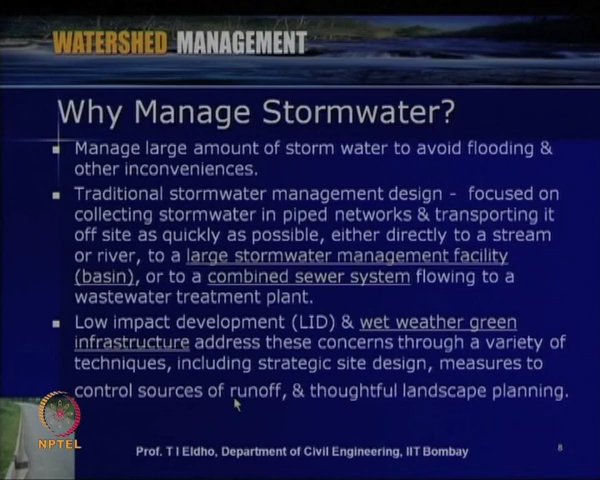 WATERSHED MANAGEMENT
Why Manage Stormwater?
Manage large amount of storm water to avoid flooding &
other inconveniences.
Traditional stormwater management design - focused on
collecting stormwater in piped networks & transporting it
off site as quickly as possible, either directly to a stream
or river, to a large stormwater management facility
(basin), or to a combined sewer system flowing to a
wastewater treatment plant.
Low impact development (LID) & wet weather green
infrastructure address these concerns through a variety of
techniques, including strategic site design, measures to
control sources of runoff, & thoughtful landscape planning.
NPTEL
Prof. T I Eldho, Department of Civil Engineering, IIT Bombay
8